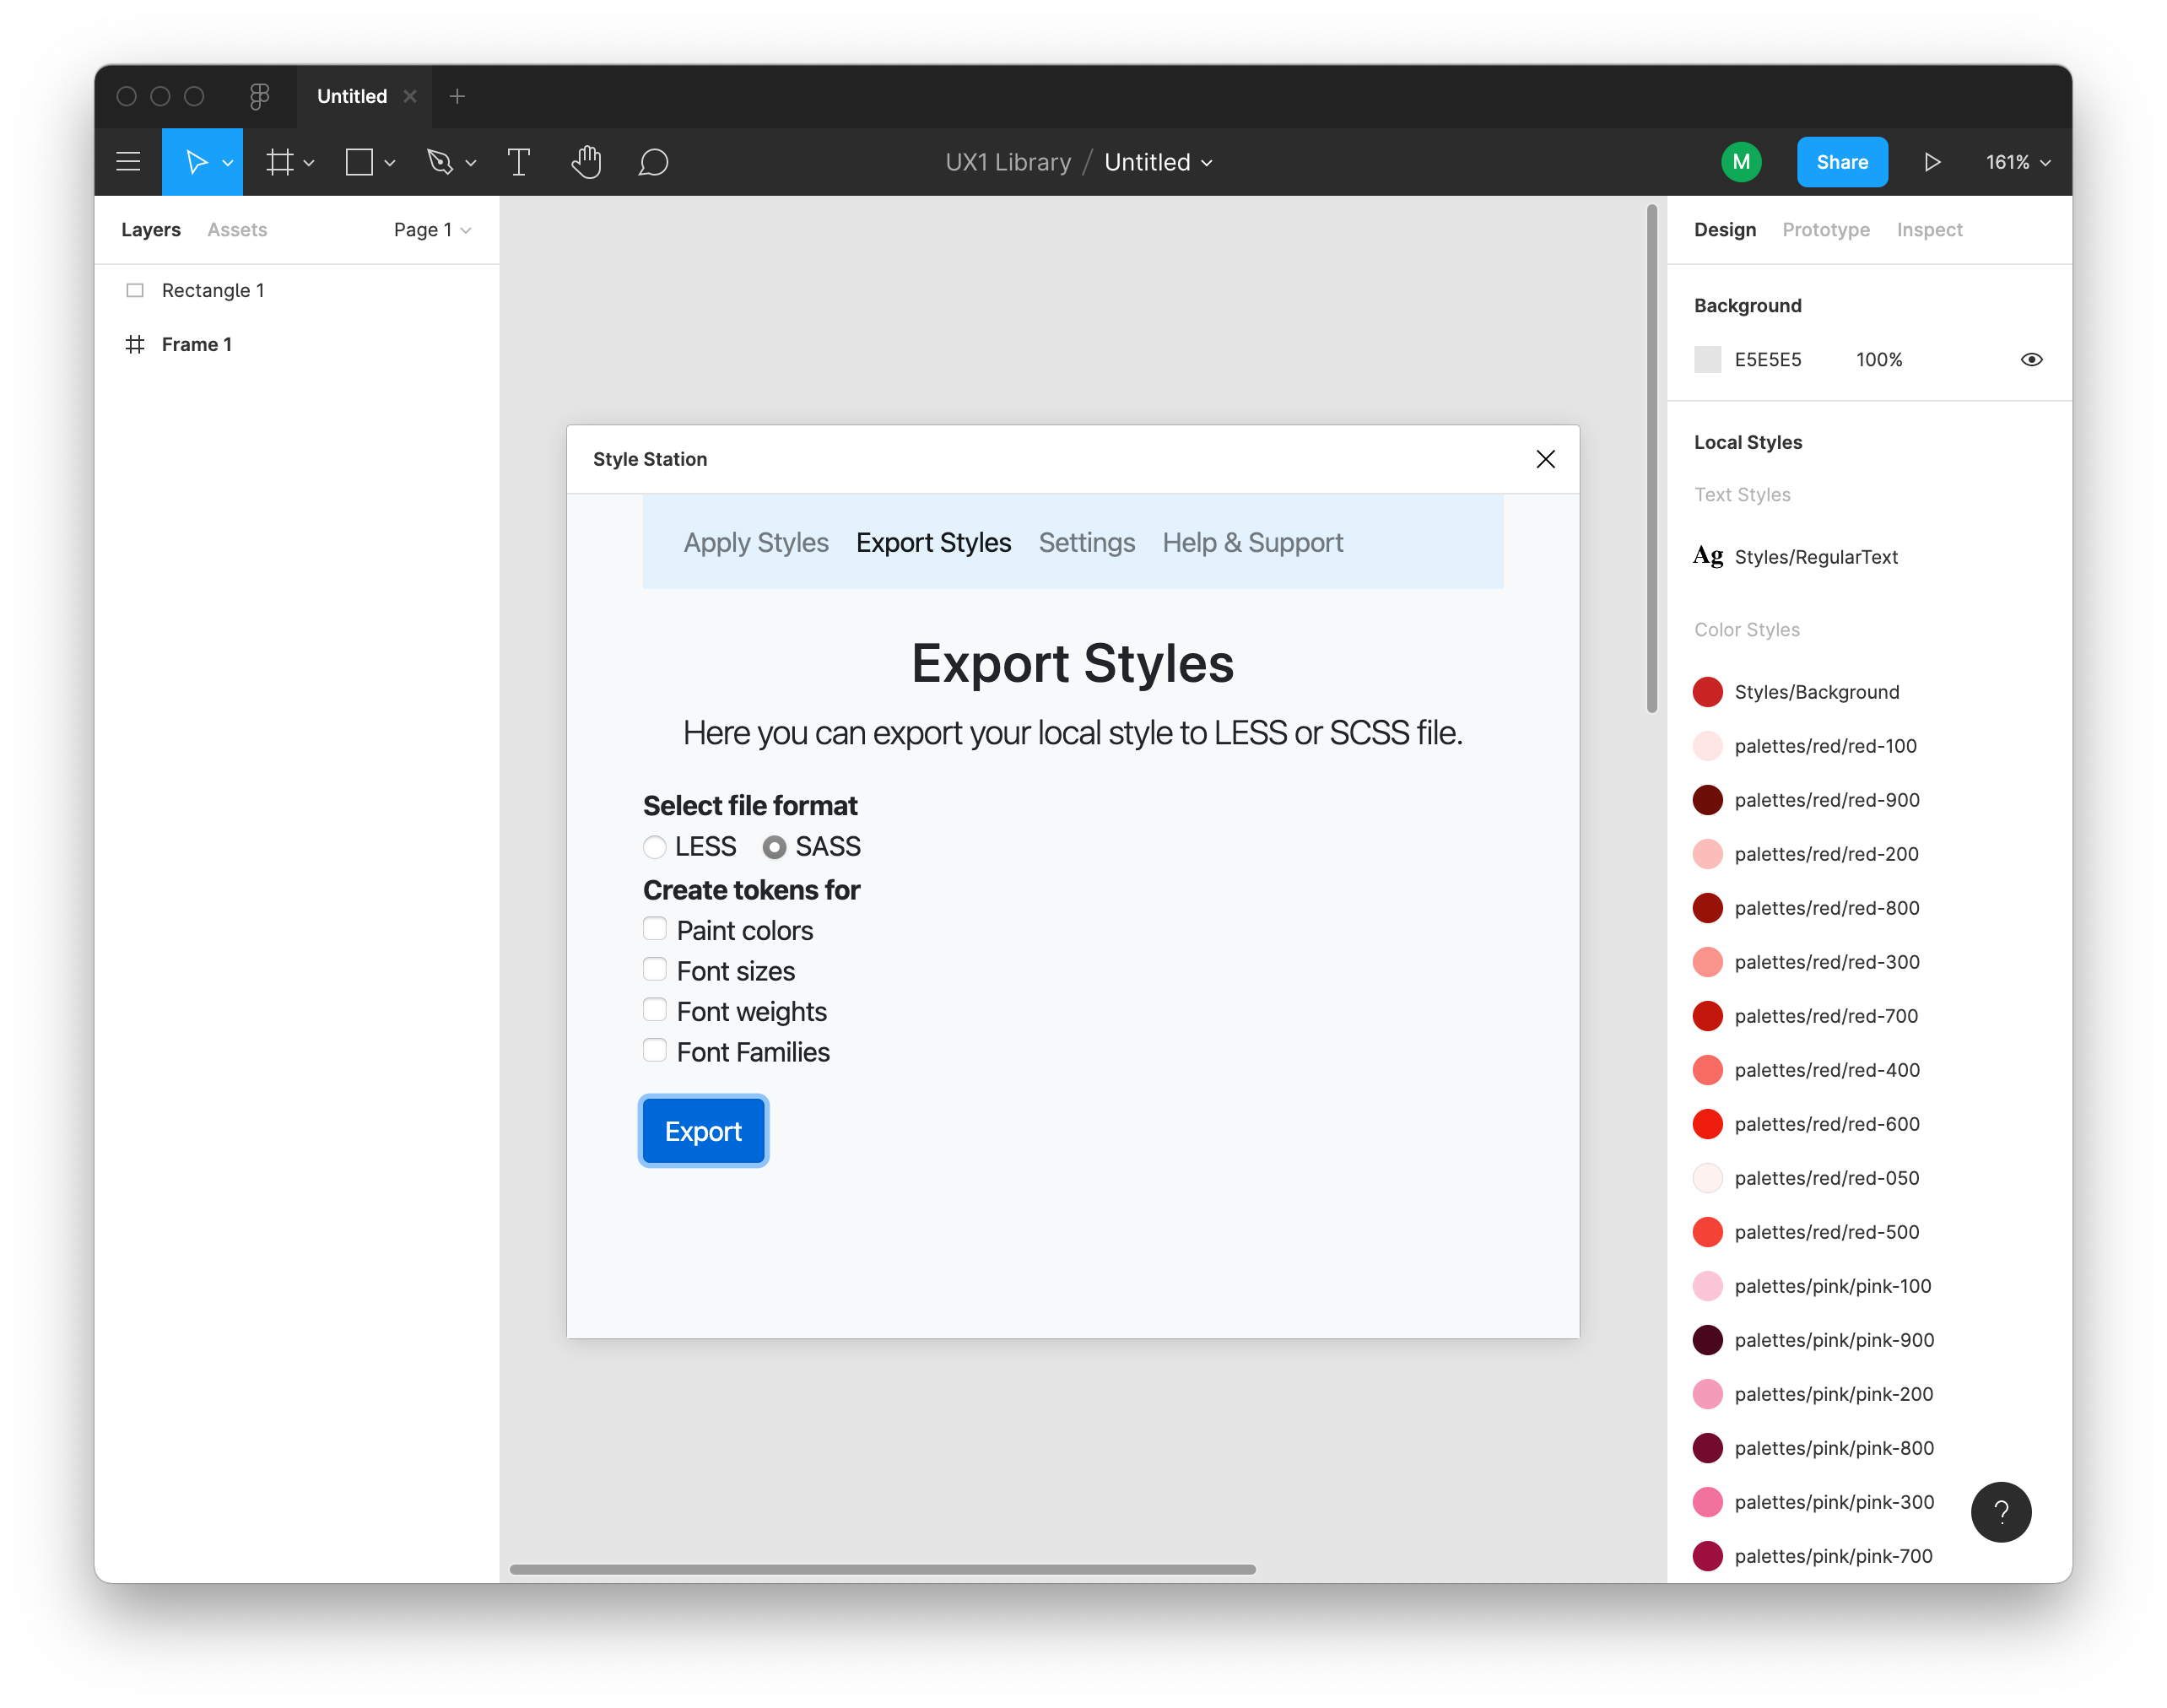 Untitled
UX1 Library / Untitled
M
Share
161%
Layers
Assets
Page 1
Rectangle 1
Frame 1
Style Station
Apply Styles
Export Styles
Settings
Help & Support
Export Styles
Here you can export your local style to LESS or SCSS file.
Select file format
LESS
SASS
Create tokens for
Paint colors
Font sizes
Font weights
Font Families
Export
Design
Prototype
Inspect
Background
E5E5E5
100%
Local Styles
Text Styles
Ag Styles/RegularText
Color Styles
Styles/Background
palettes/red/red-100
palettes/red/red-900
palettes/red/red-200
palettes/red/red-800
palettes/red/red-300
palettes/red/red-700
palettes/red/red-400
palettes/red/red-600
palettes/red/red-050
palettes/red/red-500
palettes/pink/pink-100
palettes/pink/pink-900
palettes/pink/pink-200
palettes/pink/pink-800
palettes/pink/pink-300
palettes/pink/pink-700
?